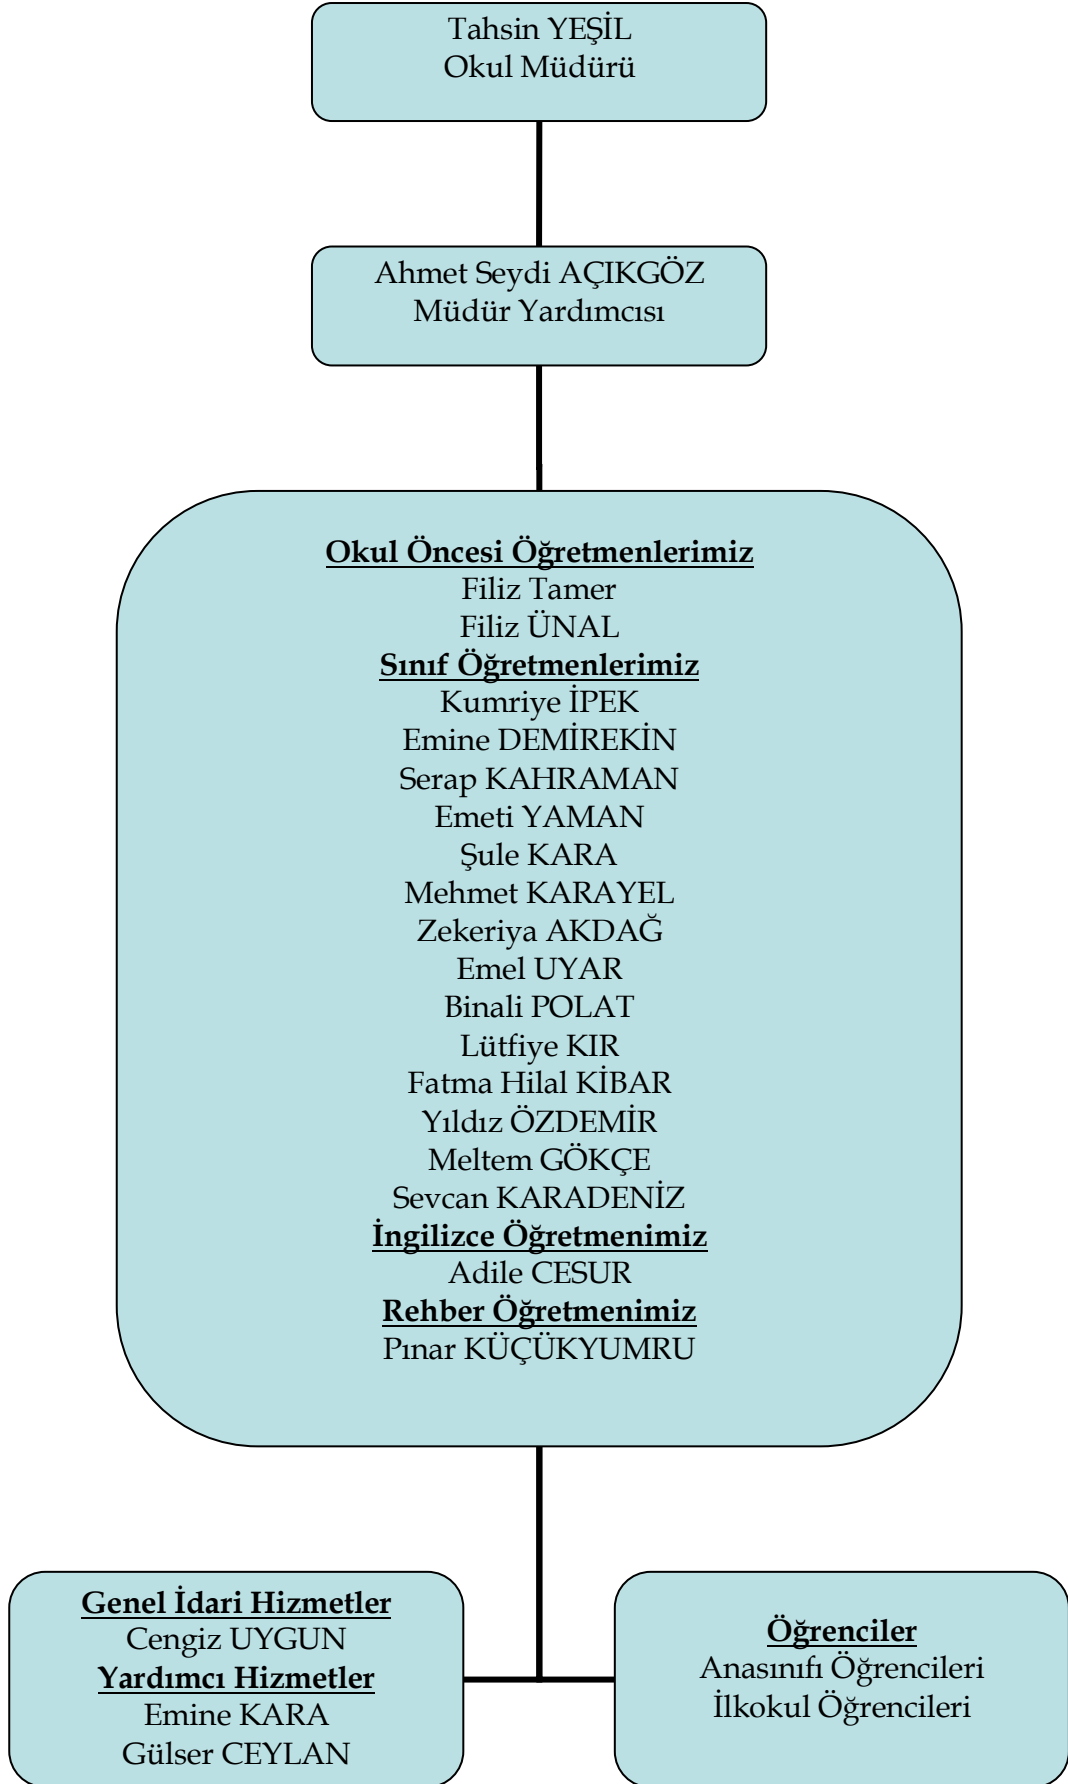 Tahsin YEŞİL
Okul Müdürü
Ahmet Seydi AÇIKGÖZ
Müdür Yardımcısı
Okul Öncesi Öğretmenlerimiz
Filiz Tamer
Filiz ÜNAL
Sınıf Öğretmenlerimiz
Kumriye İPEK
Emine DEMİREKİN
Serap KAHRAMAN
Emeti YAMAN
Şule KARA
Mehmet KARAYEL
Zekeriya AKDAĞ
Emel UYAR
Binali POLAT
Lütfiye KIR
Fatma Hilal KİBAR
Yıldız ÖZDEMİR
Meltem GÖKÇE
Sevcan KARADENİZ
İngilizce Öğretmenimiz
Adile CESUR
Rehber Öğretmenimiz
Pınar KÜÇÜKYUMRU
Genel İdari Hizmetler
Cengiz UYGUN
Yardımcı Hizmetler
Emine KARA
Gülser CEYLAN
Öğrenciler
Anasınıfı Öğrencileri
İlkokul Öğrencileri